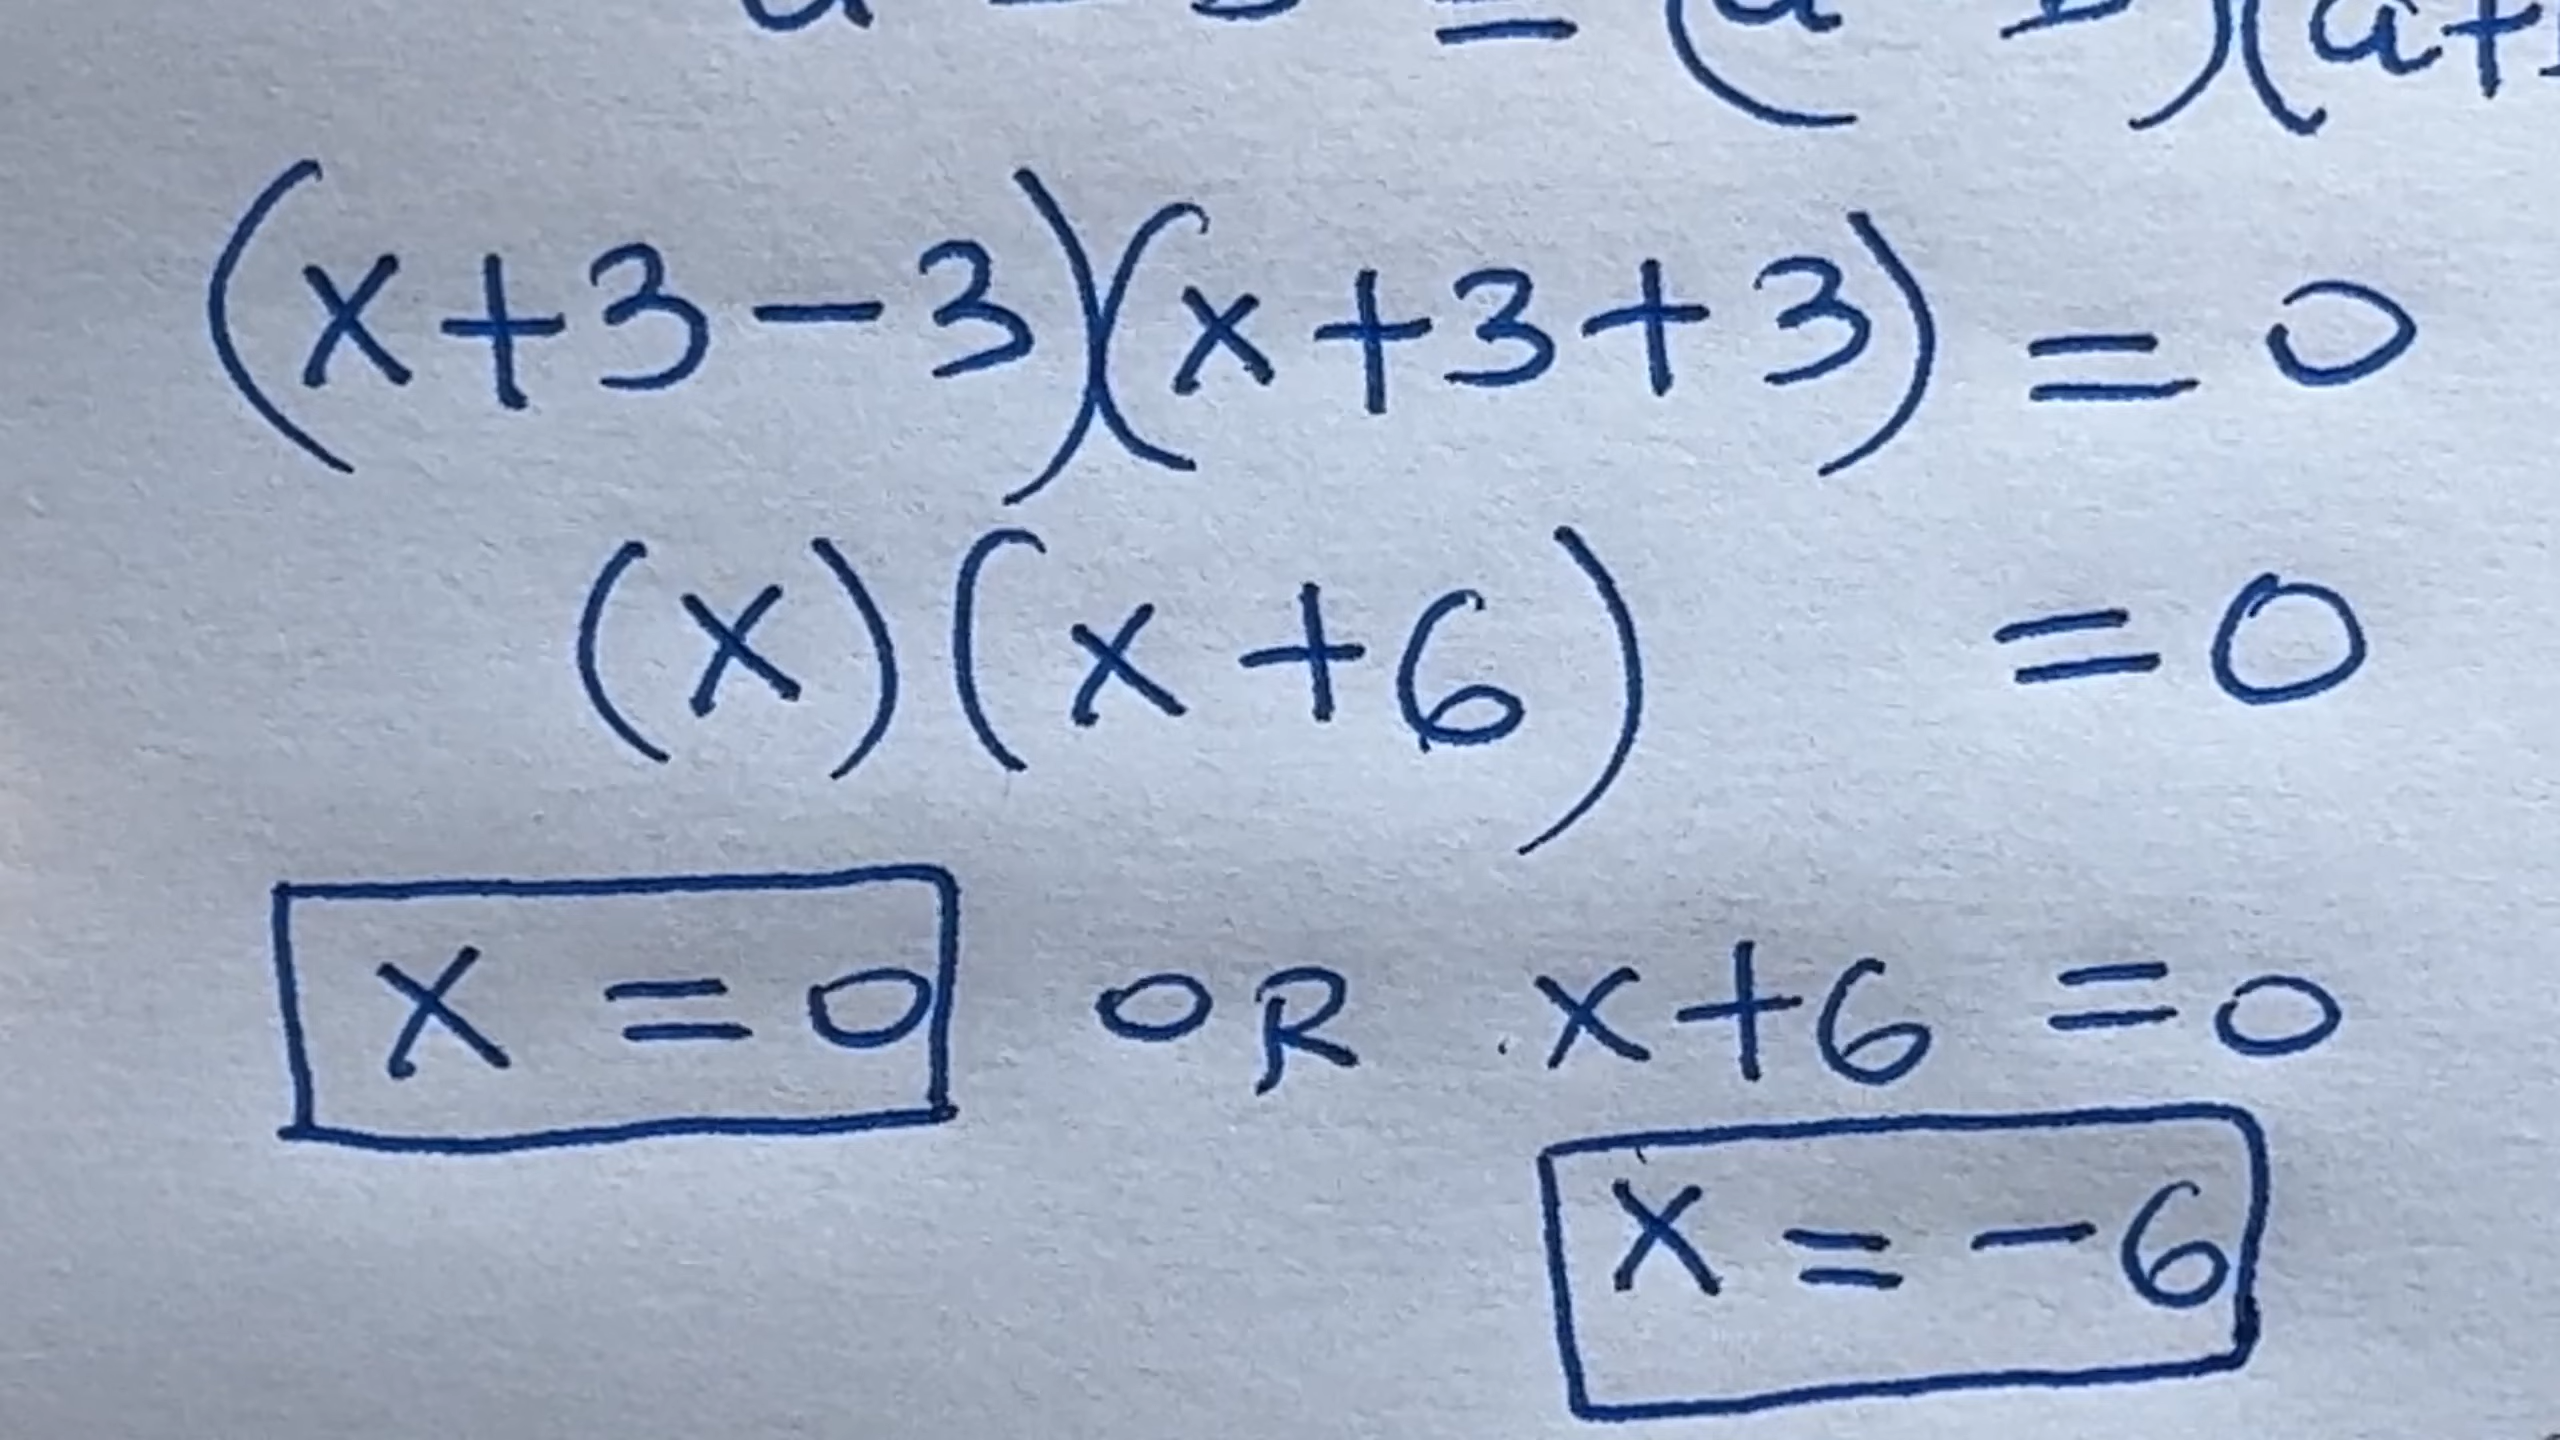 = (a )(a+
(x+3-3)(x+3+3) = 0
(x)(x+6) = 0
x = 0 OR x+6 = 0
x = -6